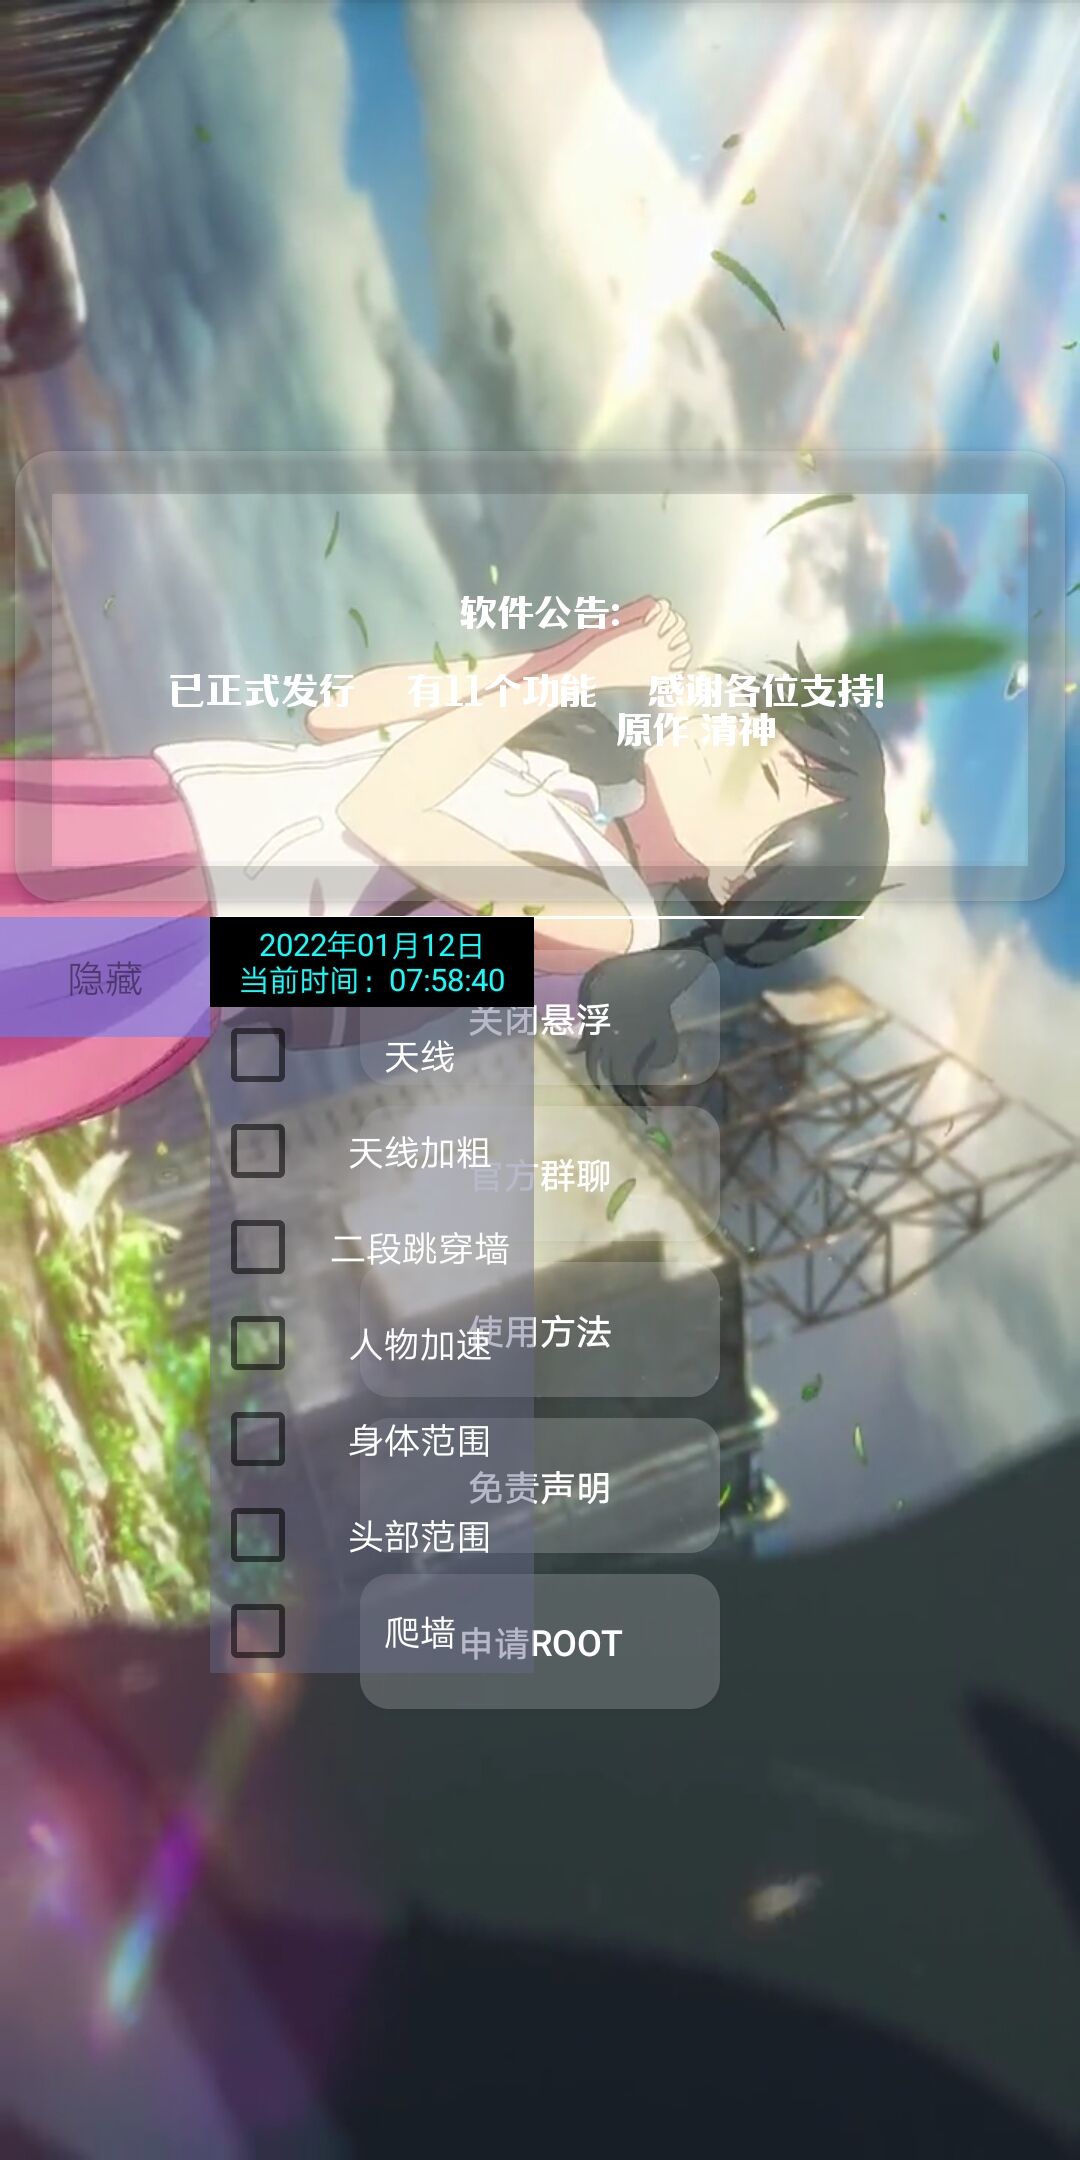 软件公告:
已正式发行 有11个功能 感谢各位支持!
原作 清神
隐藏
2022年01月12日
当前时间：07:58:40
关闭悬浮
天线
天线加粗
官方群聊
二段跳穿墙
使用方法
人物加速
身体范围
免责声明
头部范围
爬墙
申请ROOT